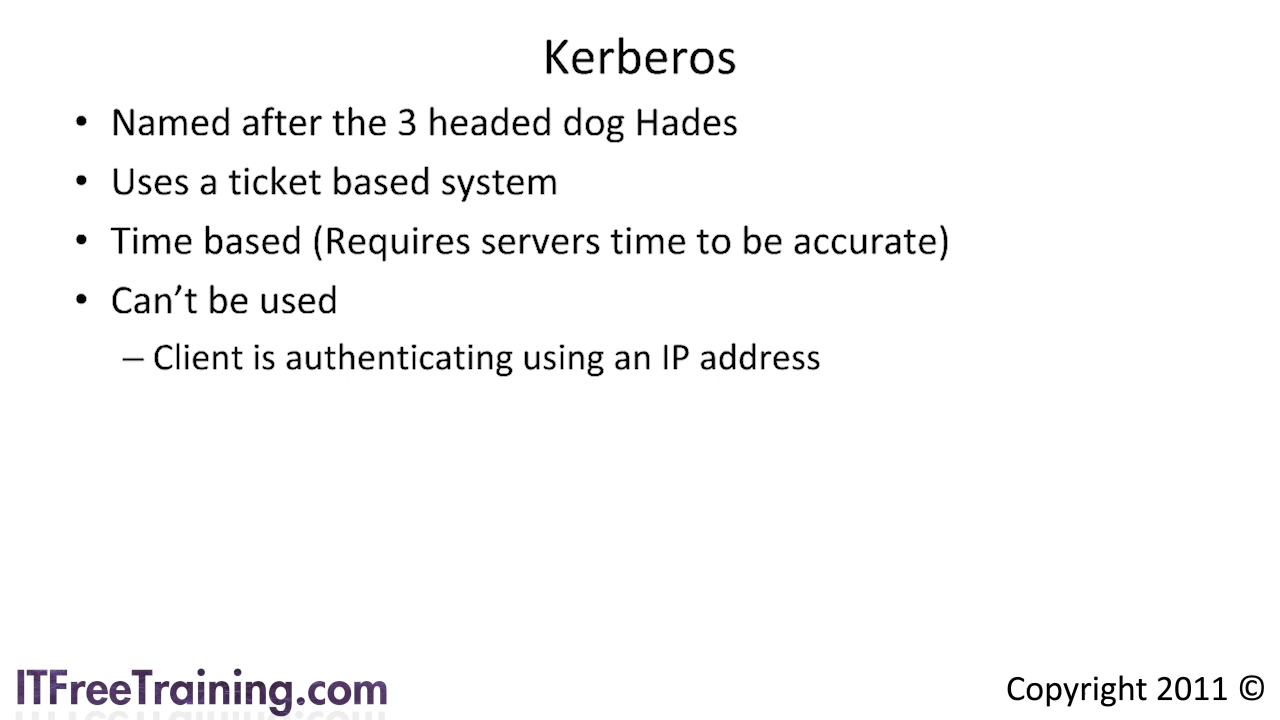 Kerberos
• Named after the 3 headed dog Hades
• Uses a ticket based system
• Time based (Requires servers time to be accurate)
• Can’t be used
– Client is authenticating using an IP address
ITFreeTraining.com
Copyright 2011 ©